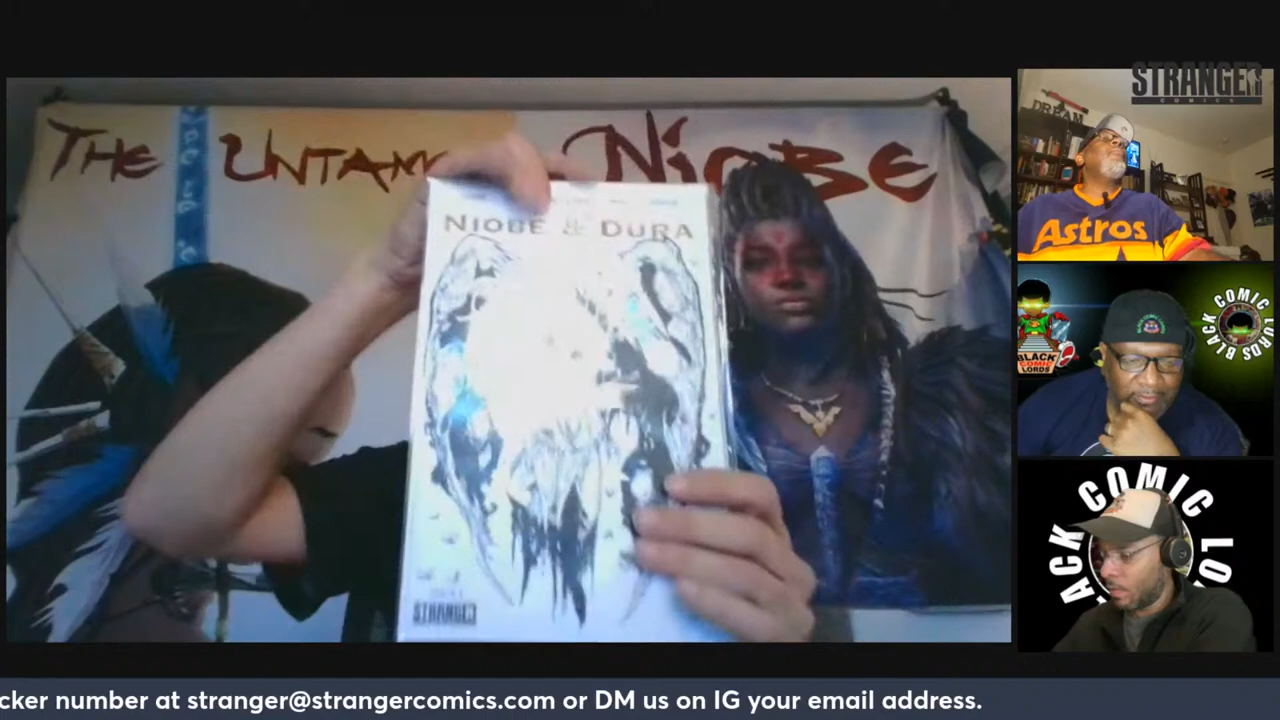 THE UNTAM NIOBE
NIOBE & DURA
STRANGER
STRANGER
COMICS
DREAM
Astros
BLACK
COMIC
LORDS
BLACK COMIC LORDS
ACK COMIC LO
cker number at stranger@strangercomics.com or DM us on IG your email address.